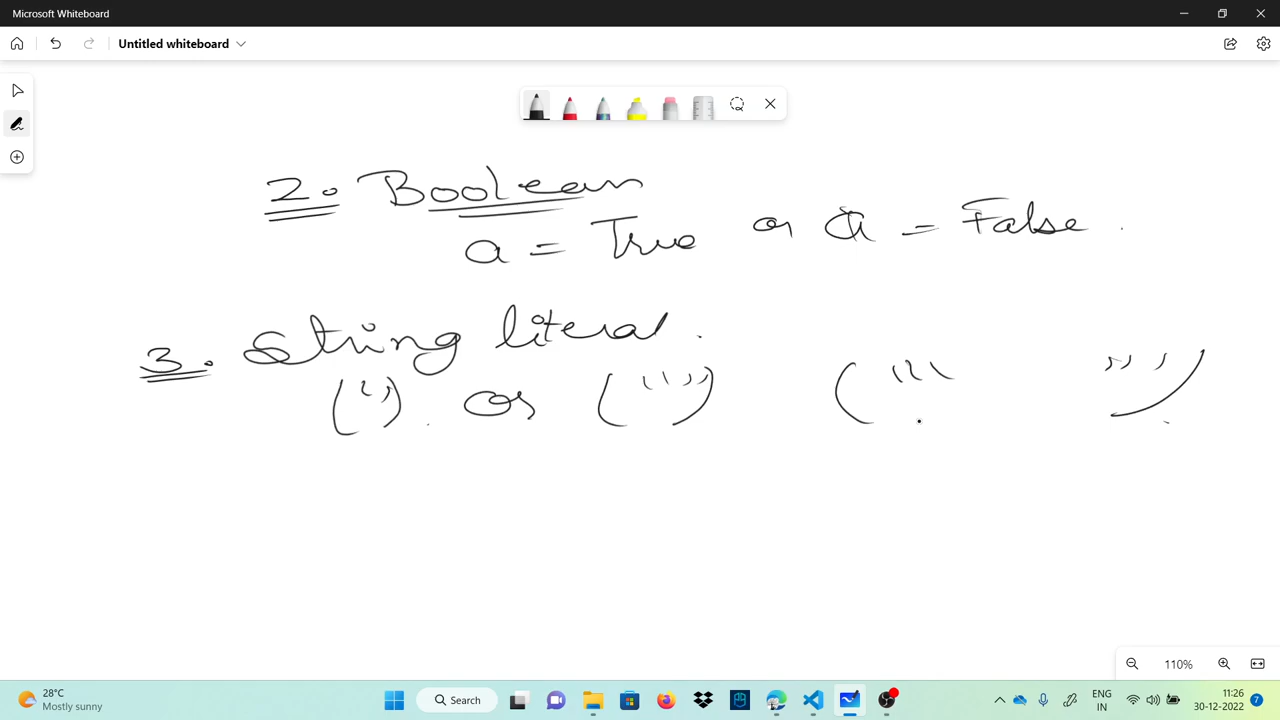 Microsoft Whiteboard
Untitled whiteboard
2. Boolean
a = True or a = False.
3. String literal.
(' '). or (" ") (''' ''')
110%
28°C
Mostly sunny
Search
ENG
IN
11:26
30-12-2022
7